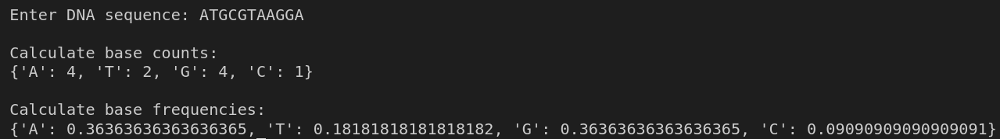 Enter DNA sequence: ATGCGTAAGGA
Calculate base counts:
{'A': 4, 'T': 2, 'G': 4, 'C': 1}
Calculate base frequencies:
{'A': 0.36363636363636365, 'T': 0.18181818181818182, 'G': 0.36363636363636365, 'C': 0.09090909090909091}